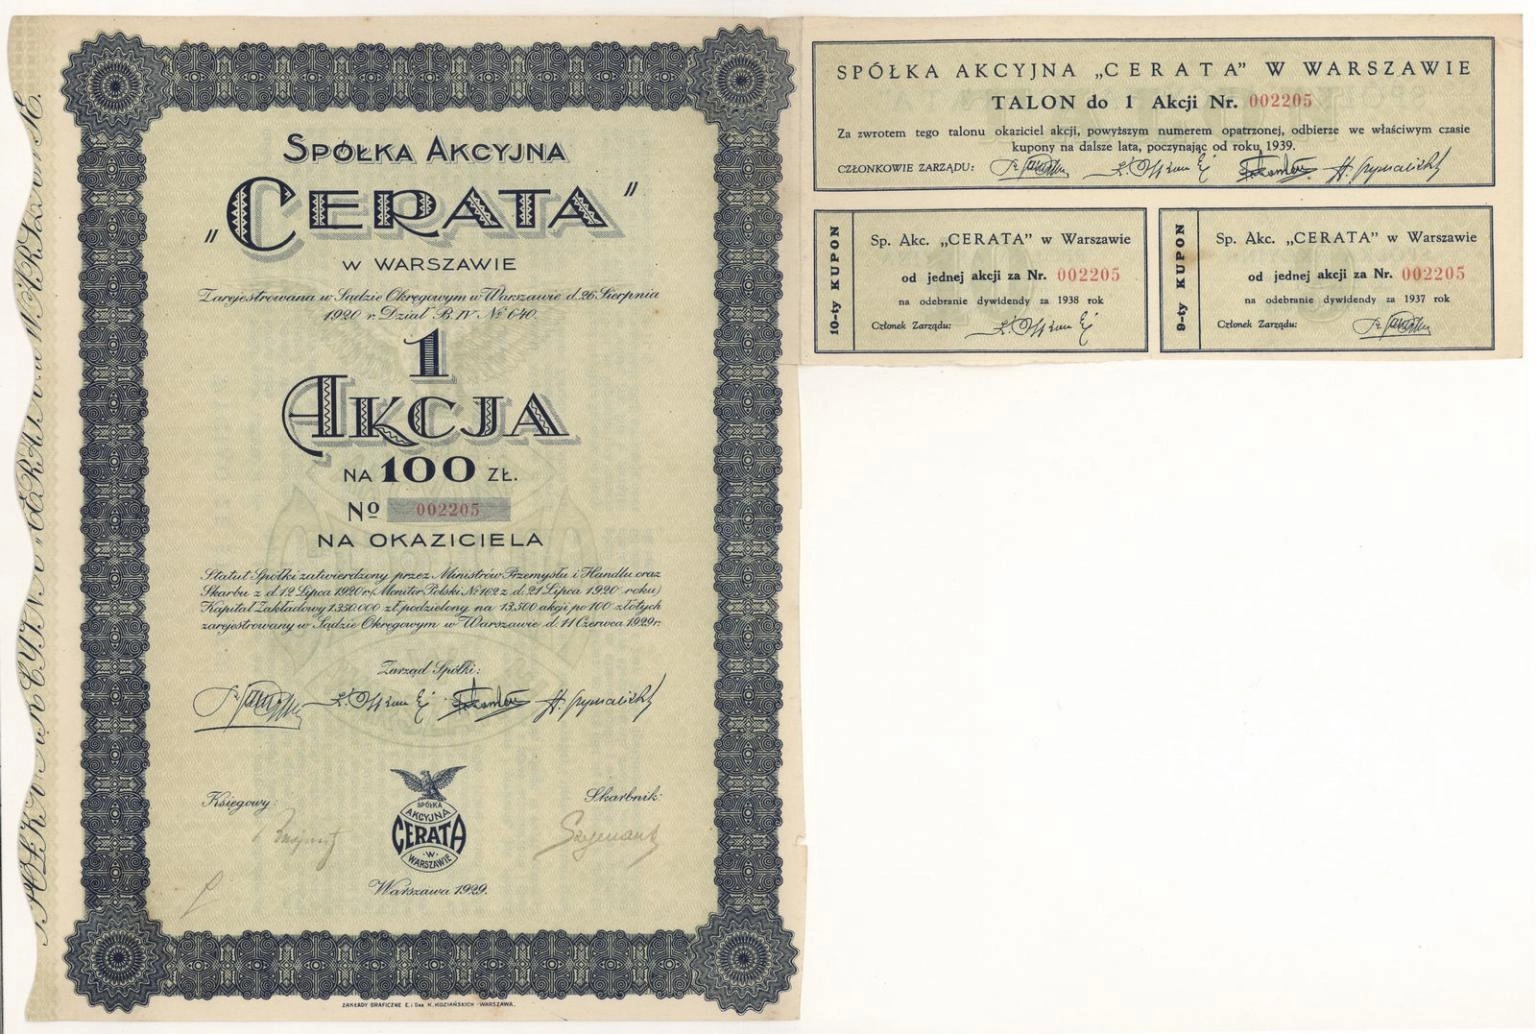 SPÓŁKA AKCYJNA
„CERATA”
W WARSZAWIE
Zarejestrowana w Sądzie Okręgowym w Warszawie d. 26 Sierpnia
1920 r. Dział B. IV № 640.
1
AKCJA
NA 100 ZŁ.
No 002205
NA OKAZICIELA
Statut Spółki zatwierdzony przez Ministrów Przemysłu i Handlu oraz
Skarbu z d. 12 Lipca 1920 r. (Monitor Polski № 162 z d. 21 Lipca 1920 roku)
Kapitał Zakładowy 1.350.000 zł. podzielony na 13.500 akcji po 100 złotych
zarejestrowany w Sądzie Okręgowym w Warszawie d. 11 Czerwca 1929 r.
Zarząd Spółki:
Księgowy:
Skarbnik:
SPÓŁKA
AKCYJNA
CERATA
·W·
WARSZAWIE
Warszawa 1929.
ZAKŁADY GRAFICZNE E. i Dra K. KOZIAŃSKICH - WARSZAWA.
SPÓŁKA AKCYJNA „CERATA” W WARSZAWIE
TALON do 1 Akcji Nr. 002205
Za zwrotem tego talonu okaziciel akcji, powyższym numerem opatrzonej, odbierze we właściwym czasie
kupony na dalsze lata, poczynając od roku 1939.
CZŁONKOWIE ZARZĄDU:
10-ty KUPON
Sp. Akc. „CERATA” w Warszawie
od jednej akcji za Nr. 002205
na odebranie dywidendy za 1938 rok
Członek Zarządu:
9-ty KUPON
Sp. Akc. „CERATA” w Warszawie
od jednej akcji za Nr. 002205
na odebranie dywidendy za 1937 rok
Członek Zarządu: